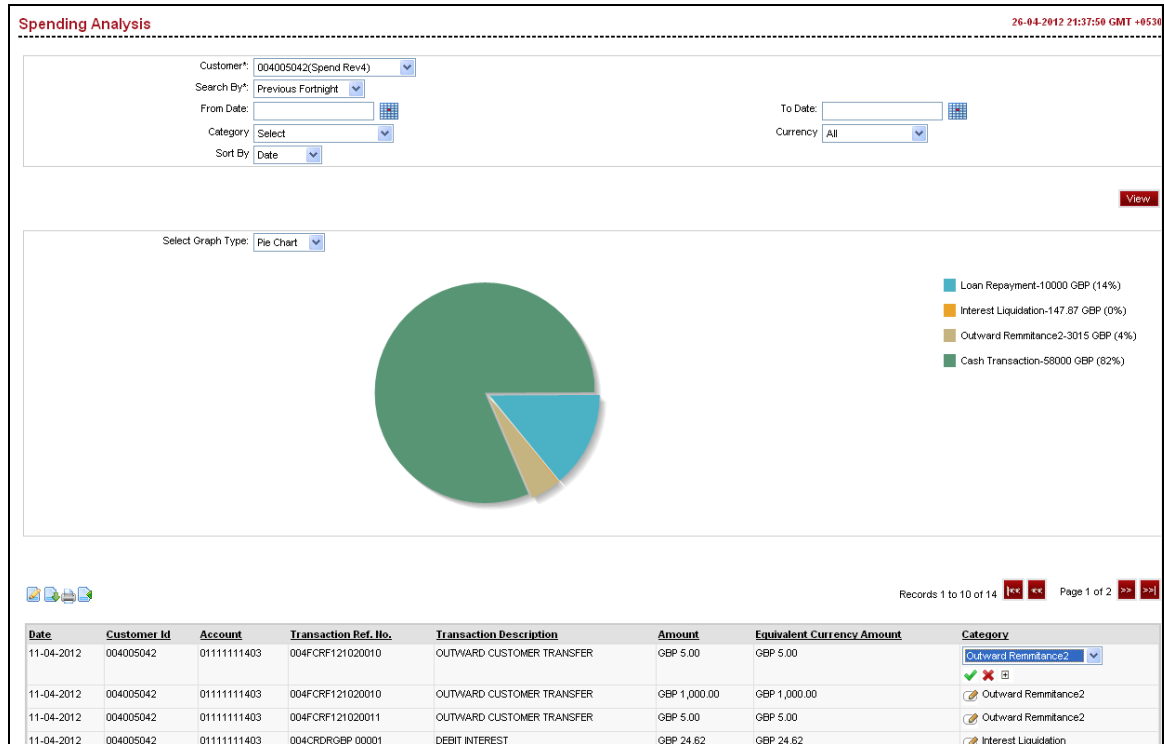 Spending Analysis 26-04-2012 21:37:50 GMT +0530
Customer*: 004005042(Spend Rev4)
Search By*: Previous Fortnight
From Date: To Date:
Category Select Currency All
Sort By Date
View
Select Graph Type: Pie Chart
Loan Repayment-10000 GBP (14%)
Interest Liquidation-147.87 GBP (0%)
Outward Remmitance2-3015 GBP (4%)
Cash Transaction-58000 GBP (82%)
Records 1 to 10 of 14 |<< << Page 1 of 2 >> >>|
Date Customer Id Account Transaction Ref. No. Transaction Description Amount Equivalent Currency Amount Category
11-04-2012 004005042 01111111403 004FCRF121020010 OUTWARD CUSTOMER TRANSFER GBP 5.00 GBP 5.00 Outward Remmitance2
11-04-2012 004005042 01111111403 004FCRF121020010 OUTWARD CUSTOMER TRANSFER GBP 1,000.00 GBP 1,000.00 Outward Remmitance2
11-04-2012 004005042 01111111403 004FCRF121020011 OUTWARD CUSTOMER TRANSFER GBP 5.00 GBP 5.00 Outward Remmitance2
11-04-2012 004005042 01111111403 004CRDRGBP 00001 DEBIT INTEREST GBP 24.62 GBP 24.62 Interest Liquidation